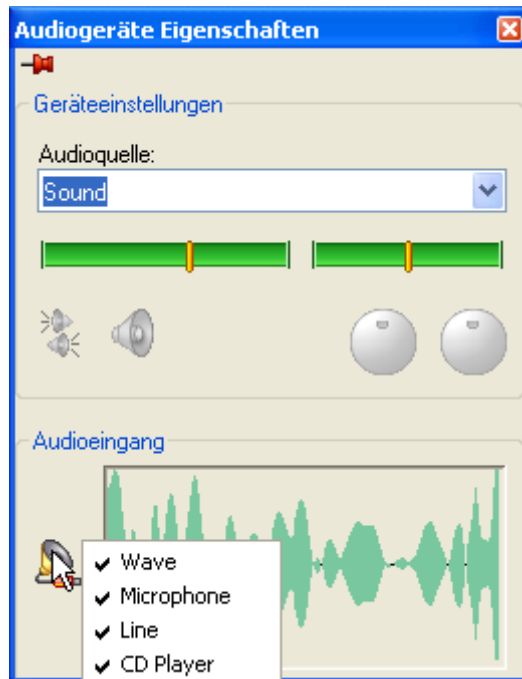 Audiogeräte Eigenschaften
Geräteeinstellungen
Audioquelle:
Sound
Audioeingang
Wave
Microphone
Line
CD Player